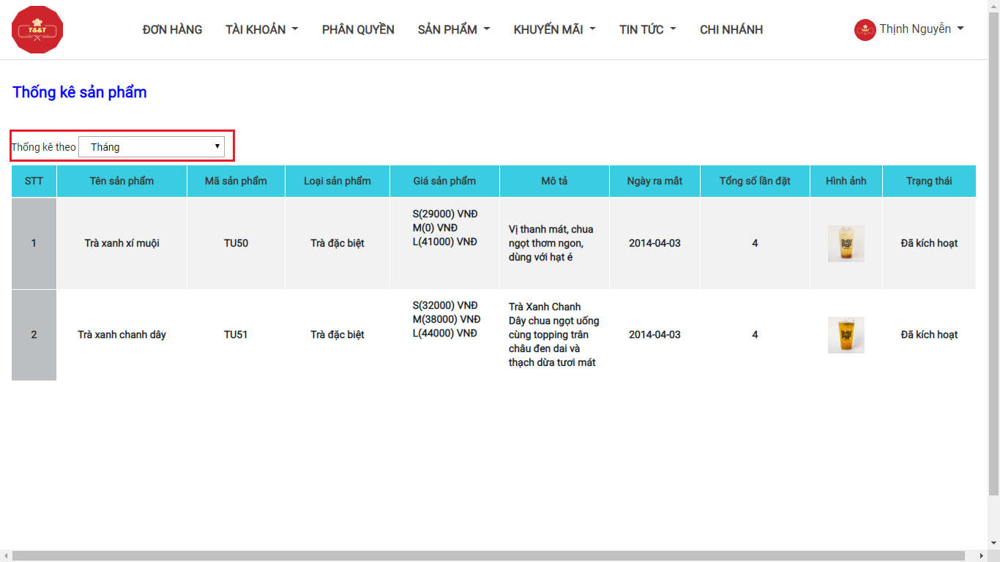 T&&T
ĐƠN HÀNG TÀI KHOẢN PHÂN QUYỀN SẢN PHẨM KHUYẾN MÃI TIN TỨC CHI NHÁNH Thịnh Nguyễn
Thống kê sản phẩm
Thống kê theo Tháng
STT Tên sản phẩm Mã sản phẩm Loại sản phẩm Giá sản phẩm Mô tả Ngày ra mắt Tổng số lần đặt Hình ảnh Trạng thái
1 Trà xanh xí muội TU50 Trà đặc biệt
S(29000) VNĐ
M(0) VNĐ
L(41000) VNĐ
Vị thanh mát, chua
ngọt thơm ngon,
dùng với hạt é
2014-04-03 4 Đã kích hoạt
2 Trà xanh chanh dây TU51 Trà đặc biệt
S(32000) VNĐ
M(38000) VNĐ
L(44000) VNĐ
Trà Xanh Chanh
Dây chua ngọt uống
cùng topping trân
châu đen dai và
thạch dừa tươi mát
2014-04-03 4 Đã kích hoạt